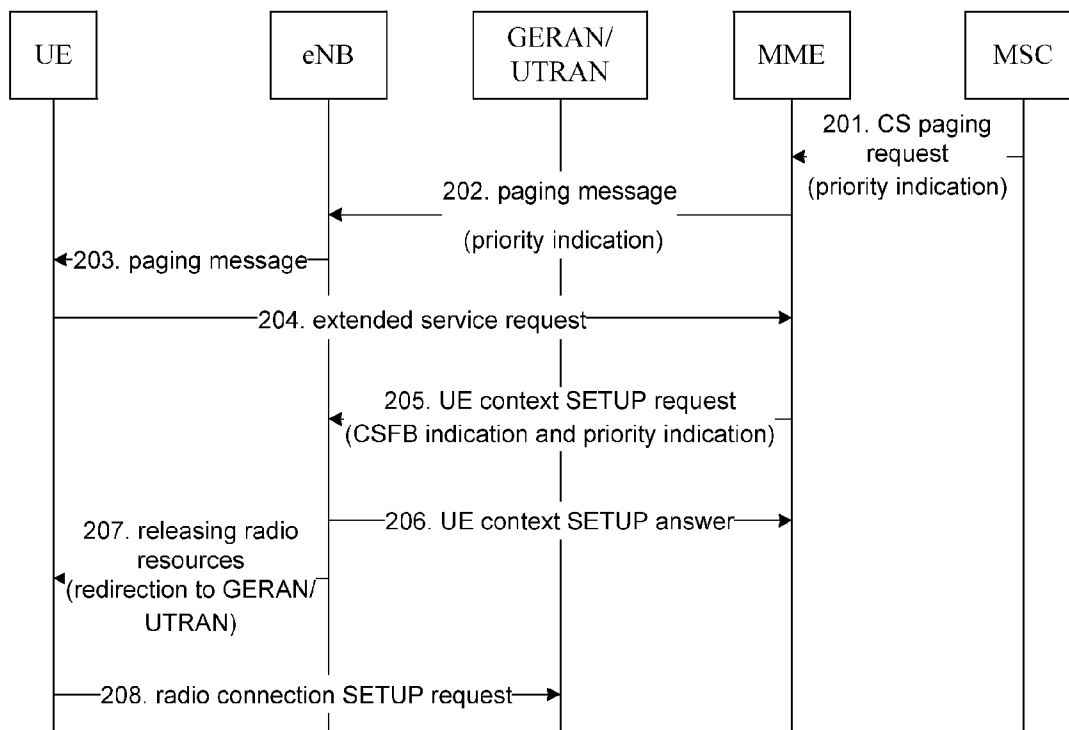 UE
eNB
GERAN/
UTRAN
MME
MSC
201. CS paging
request
(priority indication)
202. paging message
(priority indication)
203. paging message
204. extended service request
205. UE context SETUP request
(CSFB indication and priority indication)
206. UE context SETUP answer
207. releasing radio
resources
(redirection to GERAN/
UTRAN)
208. radio connection SETUP request